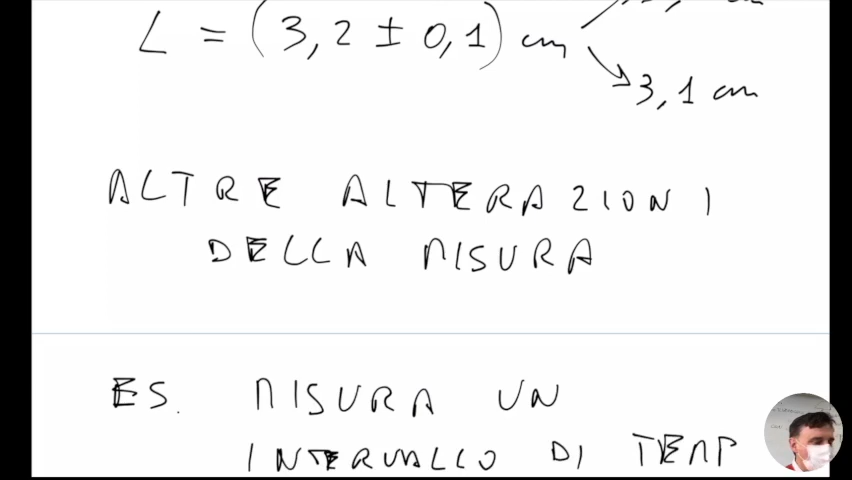 L = (3,2 ± 0,1) cm
3,1 cm
ALTRE ALTERAZIONI
DELLA MISURA
ES. MISURA UN
INTERVALLO DI TEMP